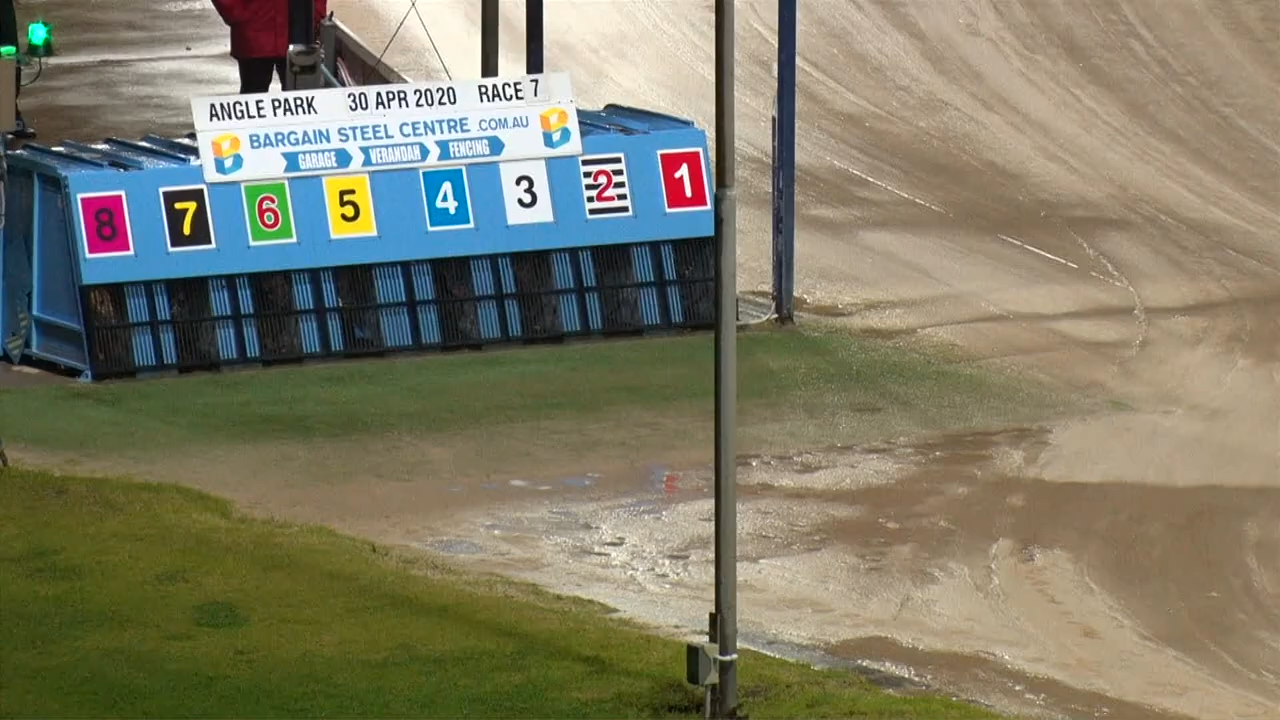 ANGLE PARK 30 APR 2020 RACE 7
BARGAIN STEEL CENTRE .COM.AU
GARAGE VERANDAH FENCING
8 7 6 5 4 3 2 1